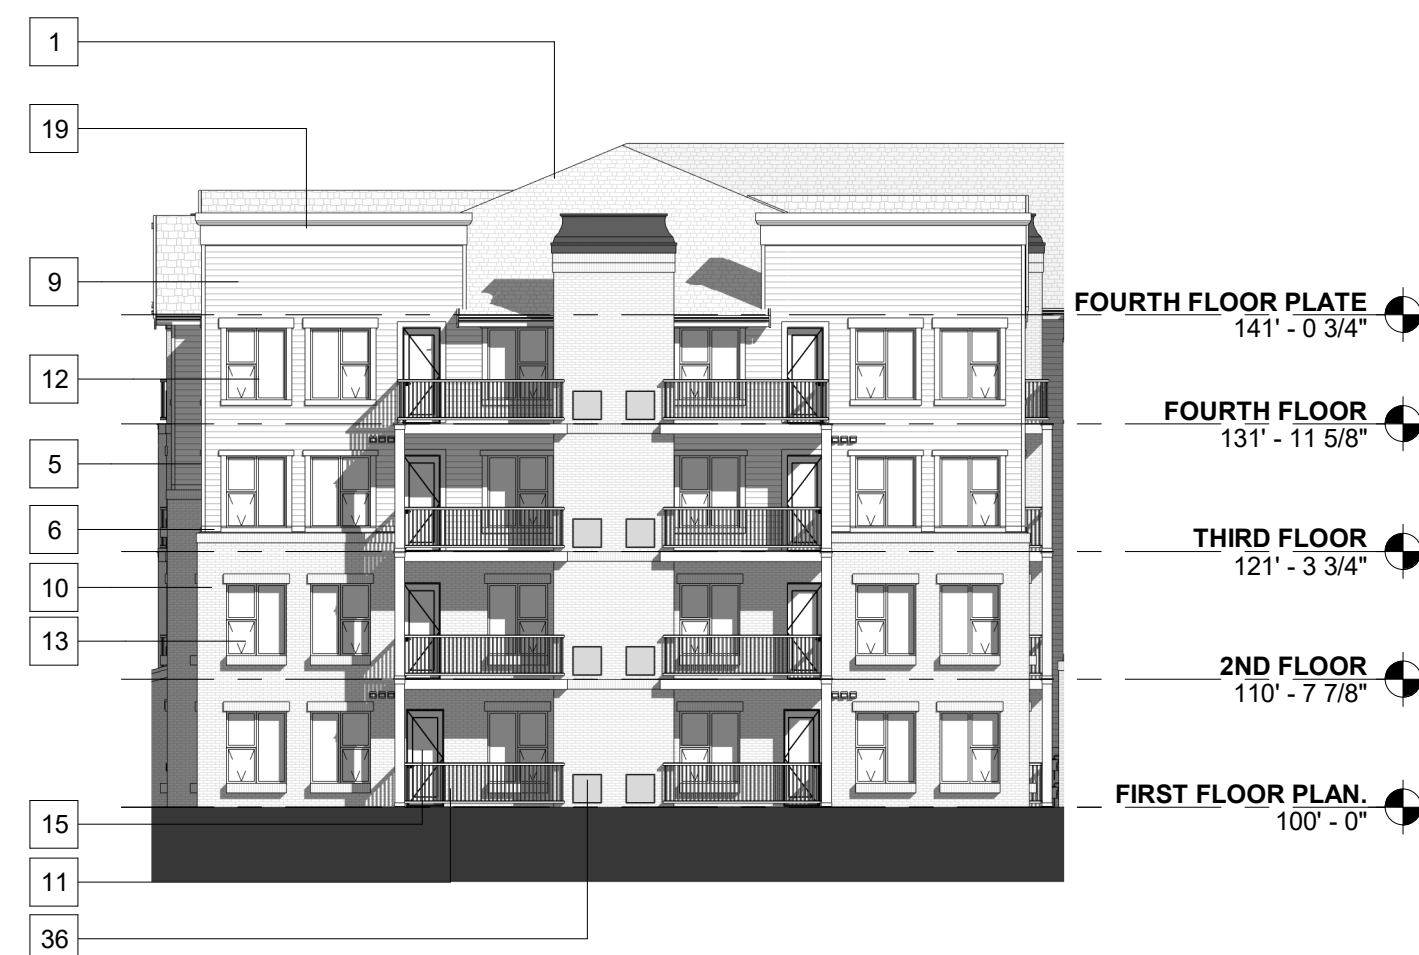 1
19
9
12
5
6
10
13
15
11
36
FOURTH FLOOR PLATE
141' - 0 3/4"
FOURTH FLOOR
131' - 11 5/8"
THIRD FLOOR
121' - 3 3/4"
2ND FLOOR
110' - 7 7/8"
FIRST FLOOR PLAN.
100' - 0"